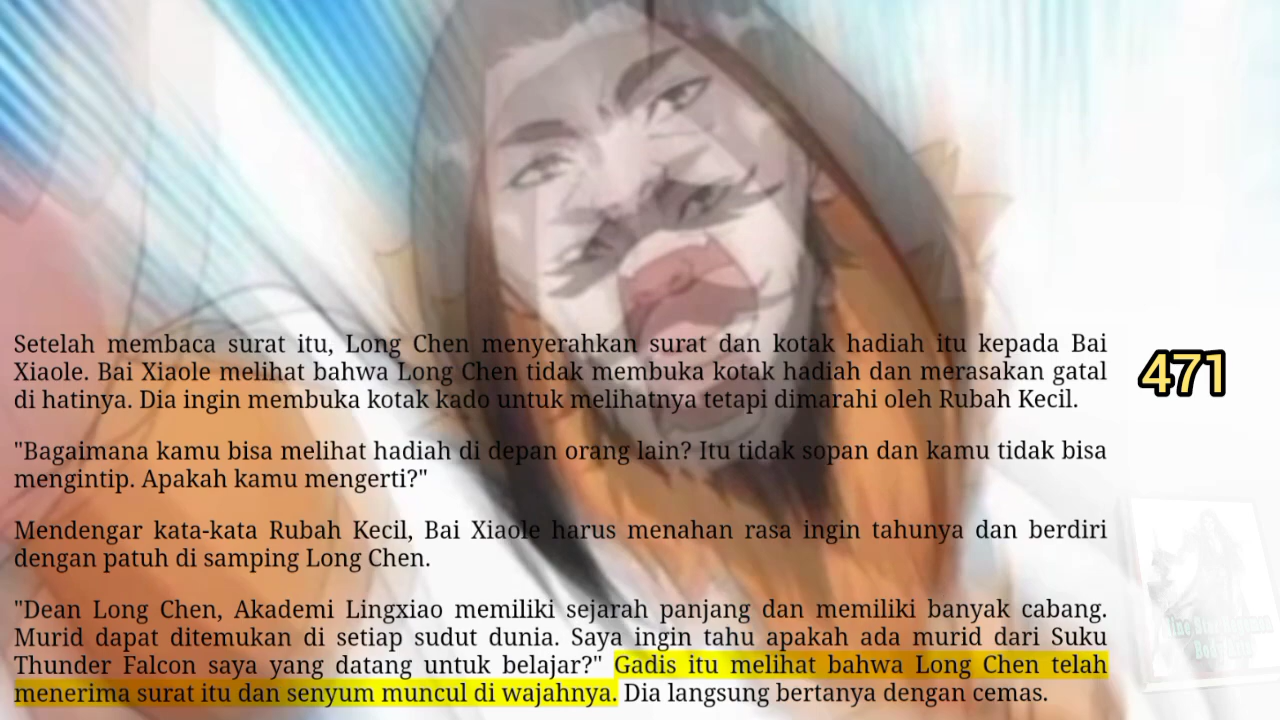 Setelah membaca surat itu, Long Chen menyerahkan surat dan kotak hadiah itu kepada Bai
Xiaole. Bai Xiaole melihat bahwa Long Chen tidak membuka kotak hadiah dan merasakan gatal
di hatinya. Dia ingin membuka kotak kado untuk melihatnya tetapi dimarahi oleh Rubah Kecil.
"Bagaimana kamu bisa melihat hadiah di depan orang lain? Itu tidak sopan dan kamu tidak bisa
mengintip. Apakah kamu mengerti?"
Mendengar kata-kata Rubah Kecil, Bai Xiaole harus menahan rasa ingin tahunya dan berdiri
dengan patuh di samping Long Chen.
"Dean Long Chen, Akademi Lingxiao memiliki sejarah panjang dan memiliki banyak cabang.
Murid dapat ditemukan di setiap sudut dunia. Saya ingin tahu apakah ada murid dari Suku
Thunder Falcon saya yang datang untuk belajar?" Gadis itu melihat bahwa Long Chen telah
menerima surat itu dan senyum muncul di wajahnya. Dia langsung bertanya dengan cemas.
471